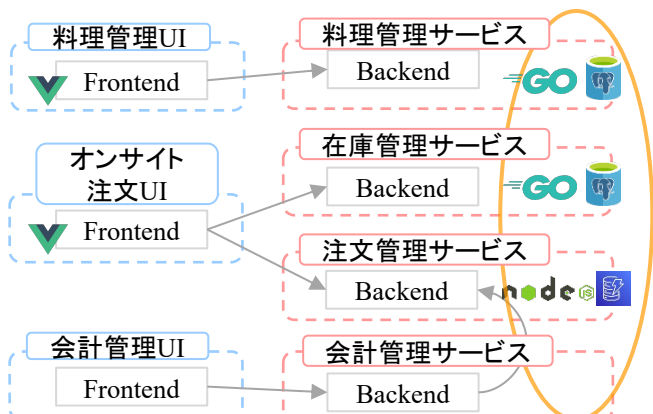 料理管理UI
Frontend
料理管理サービス
Backend
GO
オンサイト
注文UI
Frontend
在庫管理サービス
Backend
GO
注文管理サービス
Backend
node
JS
会計管理UI
Frontend
会計管理サービス
Backend